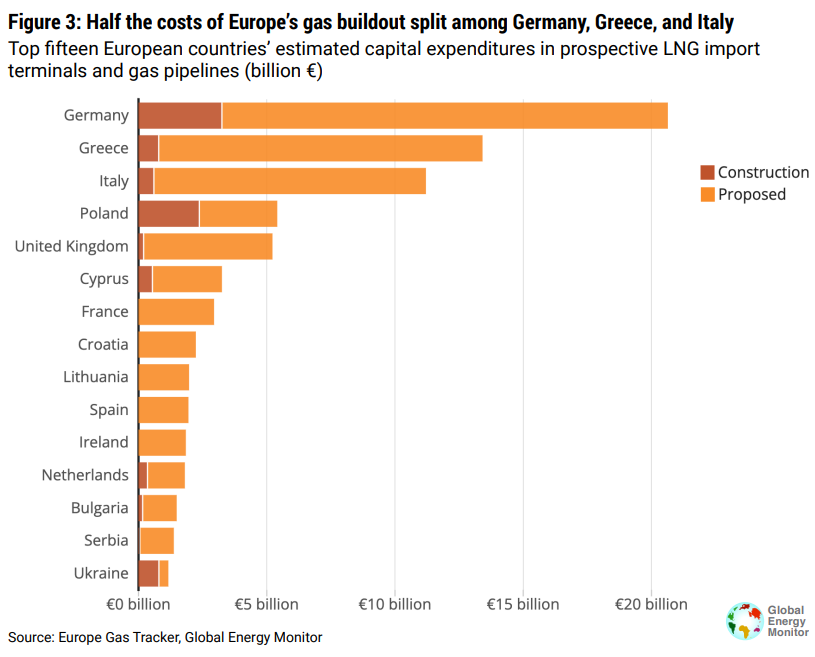 Figure 3: Half the costs of Europe's gas buildout split among Germany, Greece, and Italy
Top fifteen European countries' estimated capital expenditures in prospective LNG import
terminals and gas pipelines (billion €)
Germany
Greece
Italy
Poland
United Kingdom
Cyprus
France
Croatia
Lithuania
Spain
Ireland
Netherlands
Bulgaria
Serbia
Ukraine
Construction
Proposed
€0 billion €5 billion €10 billion €15 billion €20 billion
Global
Energy
Monitor
Source: Europe Gas Tracker, Global Energy Monitor